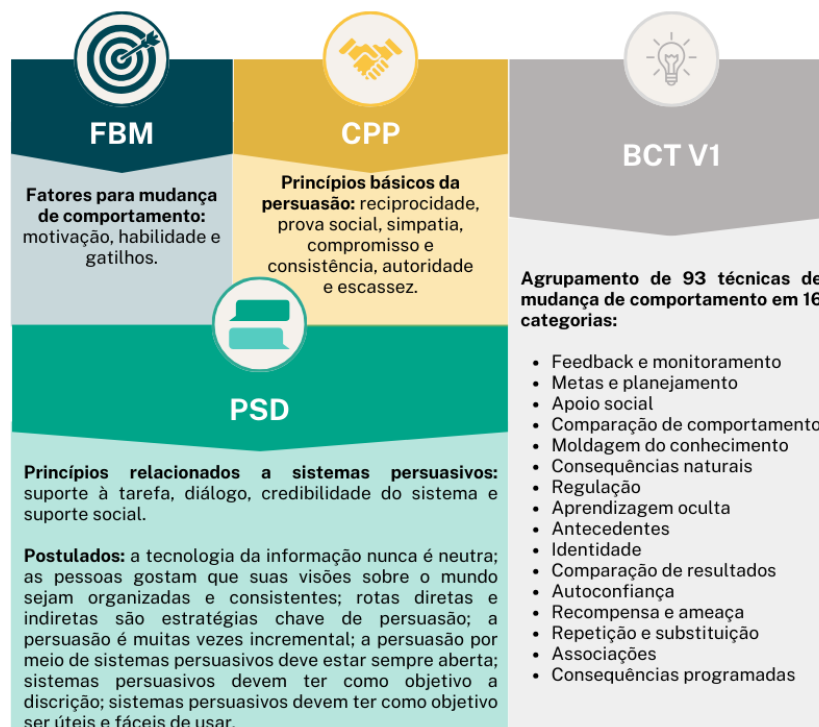 FBM
Fatores para mudança
de comportamento:
motivação, habilidade e
gatilhos.
CPP
Princípios básicos da
persuasão: reciprocidade,
prova social, simpatia,
compromisso e
consistência, autoridade
e escassez.
PSD
Princípios relacionados a sistemas persuasivos:
suporte à tarefa, diálogo, credibilidade do sistema e
suporte social.
Postulados: a tecnologia da informação nunca é neutra;
as pessoas gostam que suas visões sobre o mundo
sejam organizadas e consistentes; rotas diretas e
indiretas são estratégias chave de persuasão; a
persuasão é muitas vezes incremental; a persuasão por
meio de sistemas persuasivos deve estar sempre aberta;
sistemas persuasivos devem ter como objetivo a
discrição; sistemas persuasivos devem ter como objetivo
ser úteis e fáceis de usar.
BCT V1
Agrupamento de 93 técnicas de
mudança de comportamento em 16
categorias:
• Feedback e monitoramento
• Metas e planejamento
• Apoio social
• Comparação de comportamento
• Moldagem do conhecimento
• Consequências naturais
• Regulação
• Aprendizagem oculta
• Antecedentes
• Identidade
• Comparação de resultados
• Autoconfiança
• Recompensa e ameaça
• Repetição e substituição
• Associações
• Consequências programadas